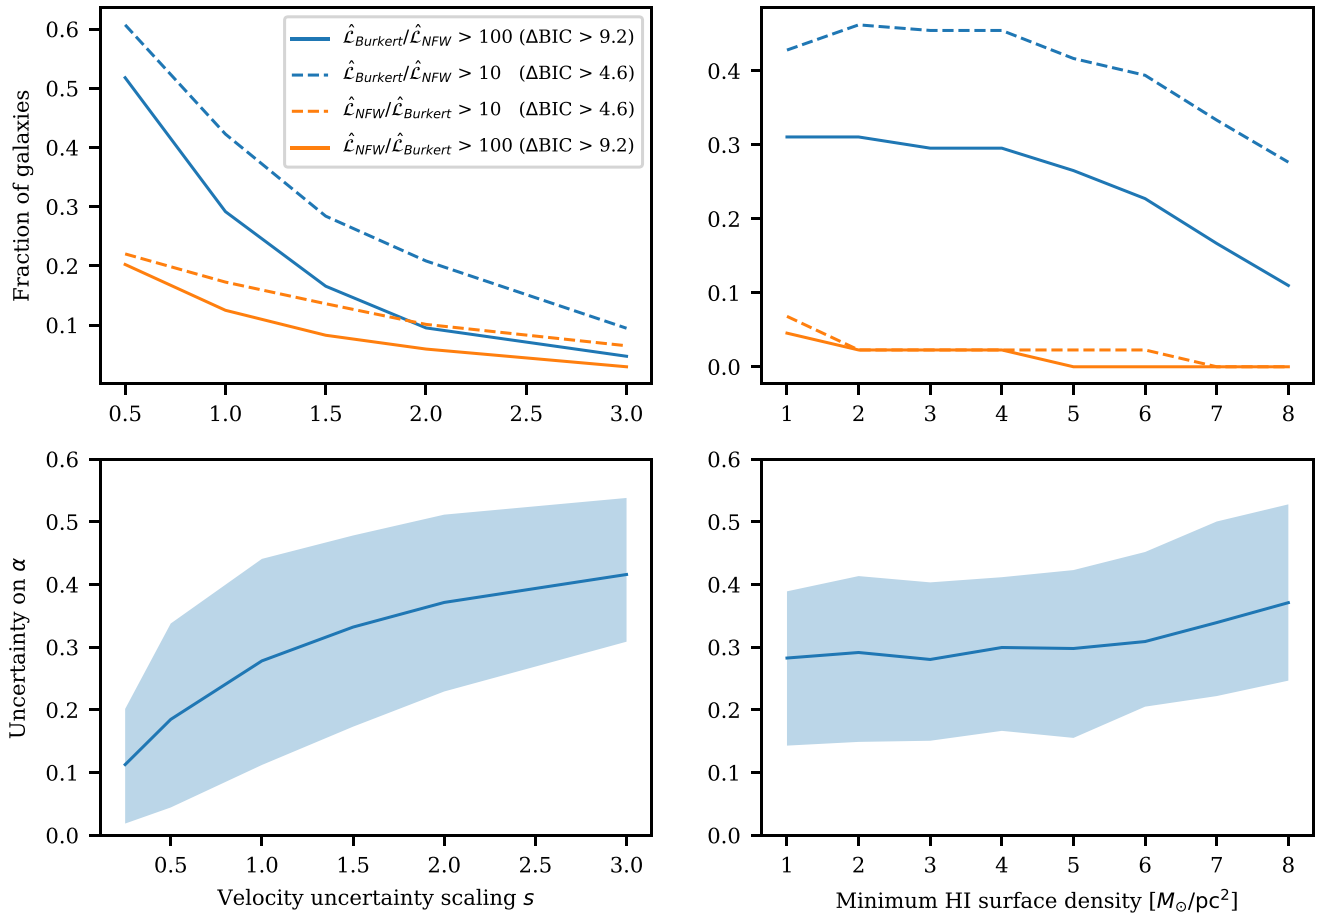 Fraction of galaxies
0.6
0.5
0.4
0.3
0.2
0.1
ℒ̂Burkert/ℒ̂NFW > 100 (ΔBIC > 9.2)
ℒ̂Burkert/ℒ̂NFW > 10 (ΔBIC > 4.6)
ℒ̂NFW/ℒ̂Burkert > 10 (ΔBIC > 4.6)
ℒ̂NFW/ℒ̂Burkert > 100 (ΔBIC > 9.2)
0.5 1.0 1.5 2.0 2.5 3.0
0.4
0.3
0.2
0.1
0.0
1 2 3 4 5 6 7 8
Uncertainty on α
0.6
0.5
0.4
0.3
0.2
0.1
0.0
0.5 1.0 1.5 2.0 2.5 3.0
Velocity uncertainty scaling s
0.6
0.5
0.4
0.3
0.2
0.1
0.0
1 2 3 4 5 6 7 8
Minimum HI surface density [M☉/pc²]